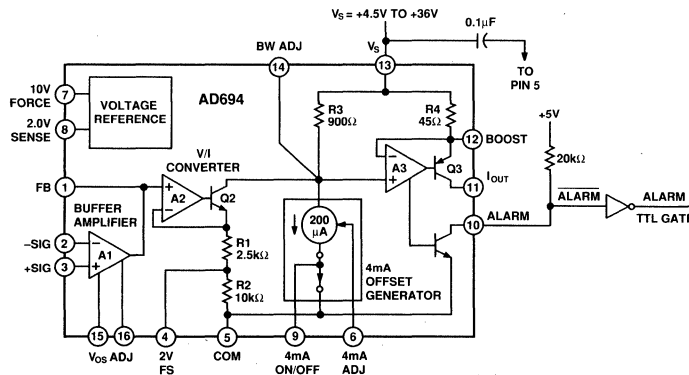 V_S = +4.5V TO +36V
0.1μF
TO
PIN 5
BW ADJ
V_S
14
13
10V
FORCE
7
VOLTAGE
REFERENCE
AD694
2.0V
SENSE
8
R3
900Ω
R4
45Ω
+5V
12
BOOST
V/I
CONVERTER
20kΩ
FB
1
A2
+
–
Q2
–
A3
+
Q3
11
I_OUT
BUFFER
AMPLIFIER
ALARM
ALARM
10
ALARM
TTL GATE
–SIG
2
–
A1
+SIG
3
+
R1
2.5kΩ
R2
10kΩ
200
μA
4mA
OFFSET
GENERATOR
15
16
4
5
9
6
V_OS ADJ
2V
FS
COM
4mA
ON/OFF
4mA
ADJ